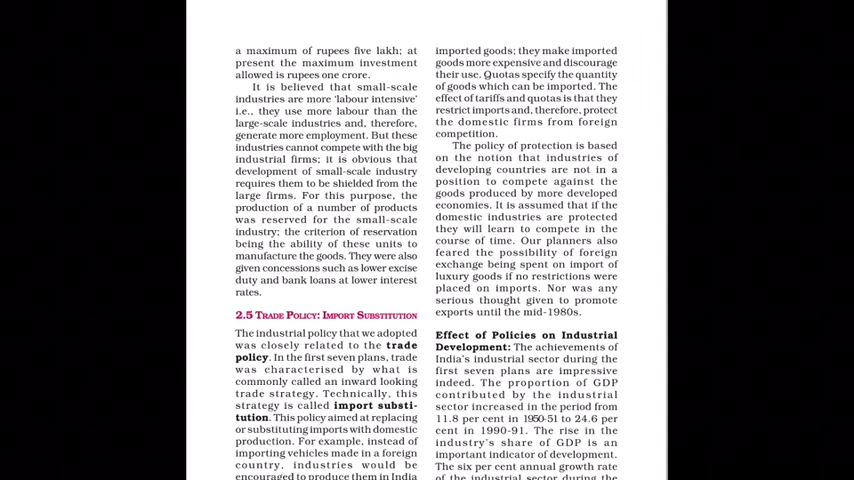 a maximum of rupees five lakh; at
present the maximum investment
allowed is rupees one crore.
It is believed that small-scale
industries are more ‘labour intensive’
i.e., they use more labour than the
large-scale industries and, therefore,
generate more employment. But these
industries cannot compete with the big
industrial firms; it is obvious that
development of small-scale industry
requires them to be shielded from the
large firms. For this purpose, the
production of a number of products
was reserved for the small-scale
industry; the criterion of reservation
being the ability of these units to
manufacture the goods. They were also
given concessions such as lower excise
duty and bank loans at lower interest
rates.
2.5 TRADE POLICY: IMPORT SUBSTITUTION
The industrial policy that we adopted
was closely related to the trade
policy. In the first seven plans, trade
was characterised by what is
commonly called an inward looking
trade strategy. Technically, this
strategy is called import substi-
tution. This policy aimed at replacing
or substituting imports with domestic
production. For example, instead of
importing vehicles made in a foreign
country, industries would be
encouraged to produce them in India
imported goods; they make imported
goods more expensive and discourage
their use. Quotas specify the quantity
of goods which can be imported. The
effect of tariffs and quotas is that they
restrict imports and, therefore, protect
the domestic firms from foreign
competition.
The policy of protection is based
on the notion that industries of
developing countries are not in a
position to compete against the
goods produced by more developed
economies. It is assumed that if the
domestic industries are protected
they will learn to compete in the
course of time. Our planners also
feared the possibility of foreign
exchange being spent on import of
luxury goods if no restrictions were
placed on imports. Nor was any
serious thought given to promote
exports until the mid-1980s.
Effect of Policies on Industrial
Development: The achievements of
India’s industrial sector during the
first seven plans are impressive
indeed. The proportion of GDP
contributed by the industrial
sector increased in the period from
11.8 per cent in 1950-51 to 24.6 per
cent in 1990-91. The rise in the
industry’s share of GDP is an
important indicator of development.
The six per cent annual growth rate
of the industrial sector during the